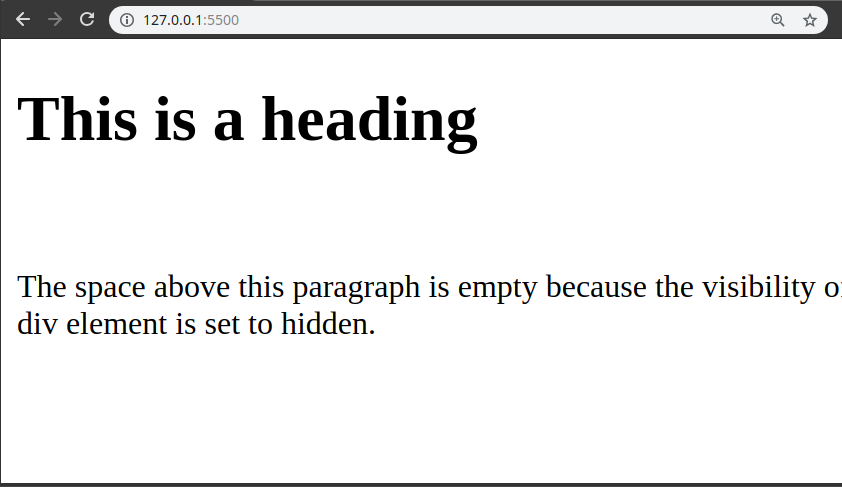 127.0.0.1:5500
This is a heading
The space above this paragraph is empty because the visibility
div element is set to hidden.